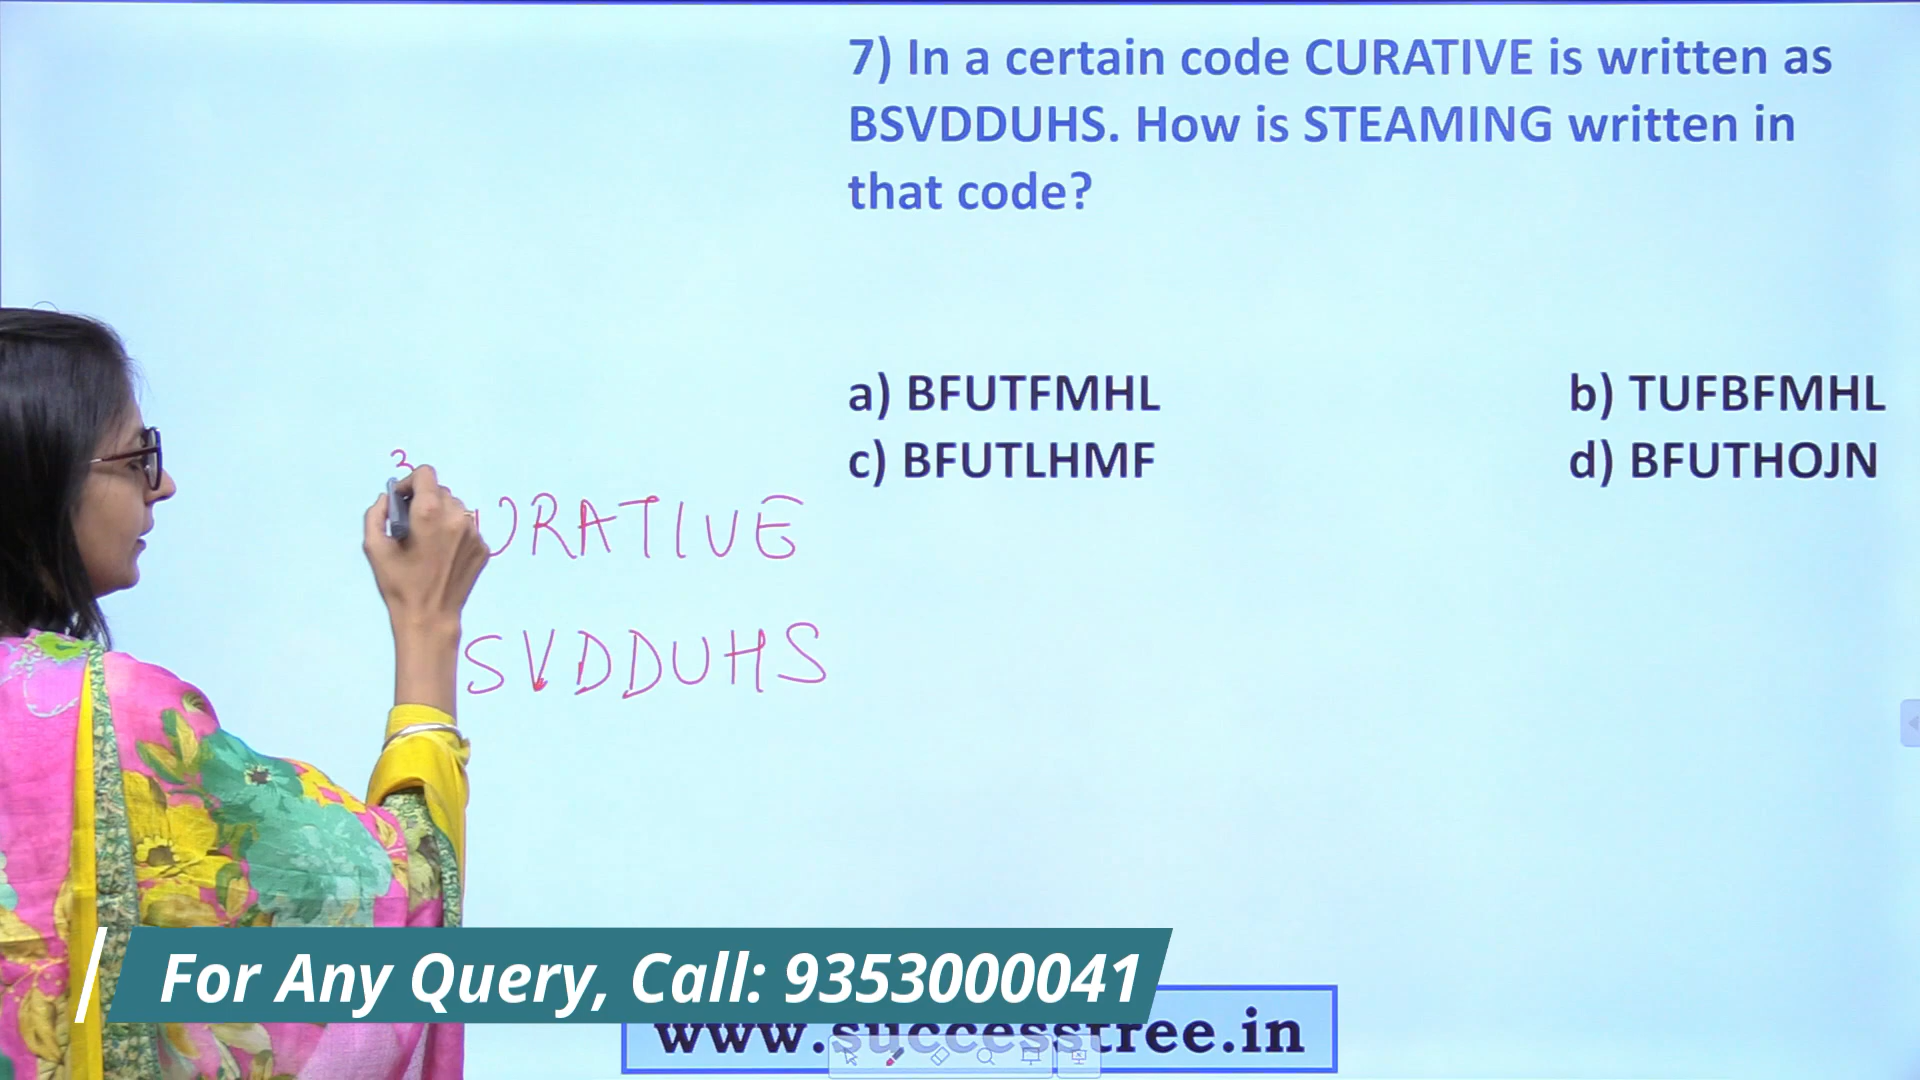 7) In a certain code CURATIVE is written as
BSVDDUHS. How is STEAMING written in
that code?
a) BFUTFMHL b) TUFBFMHL
c) BFUTLHMF d) BFUTHOJN
3
URATIVE
SVDDUHS
For Any Query, Call: 9353000041
www.successtree.in